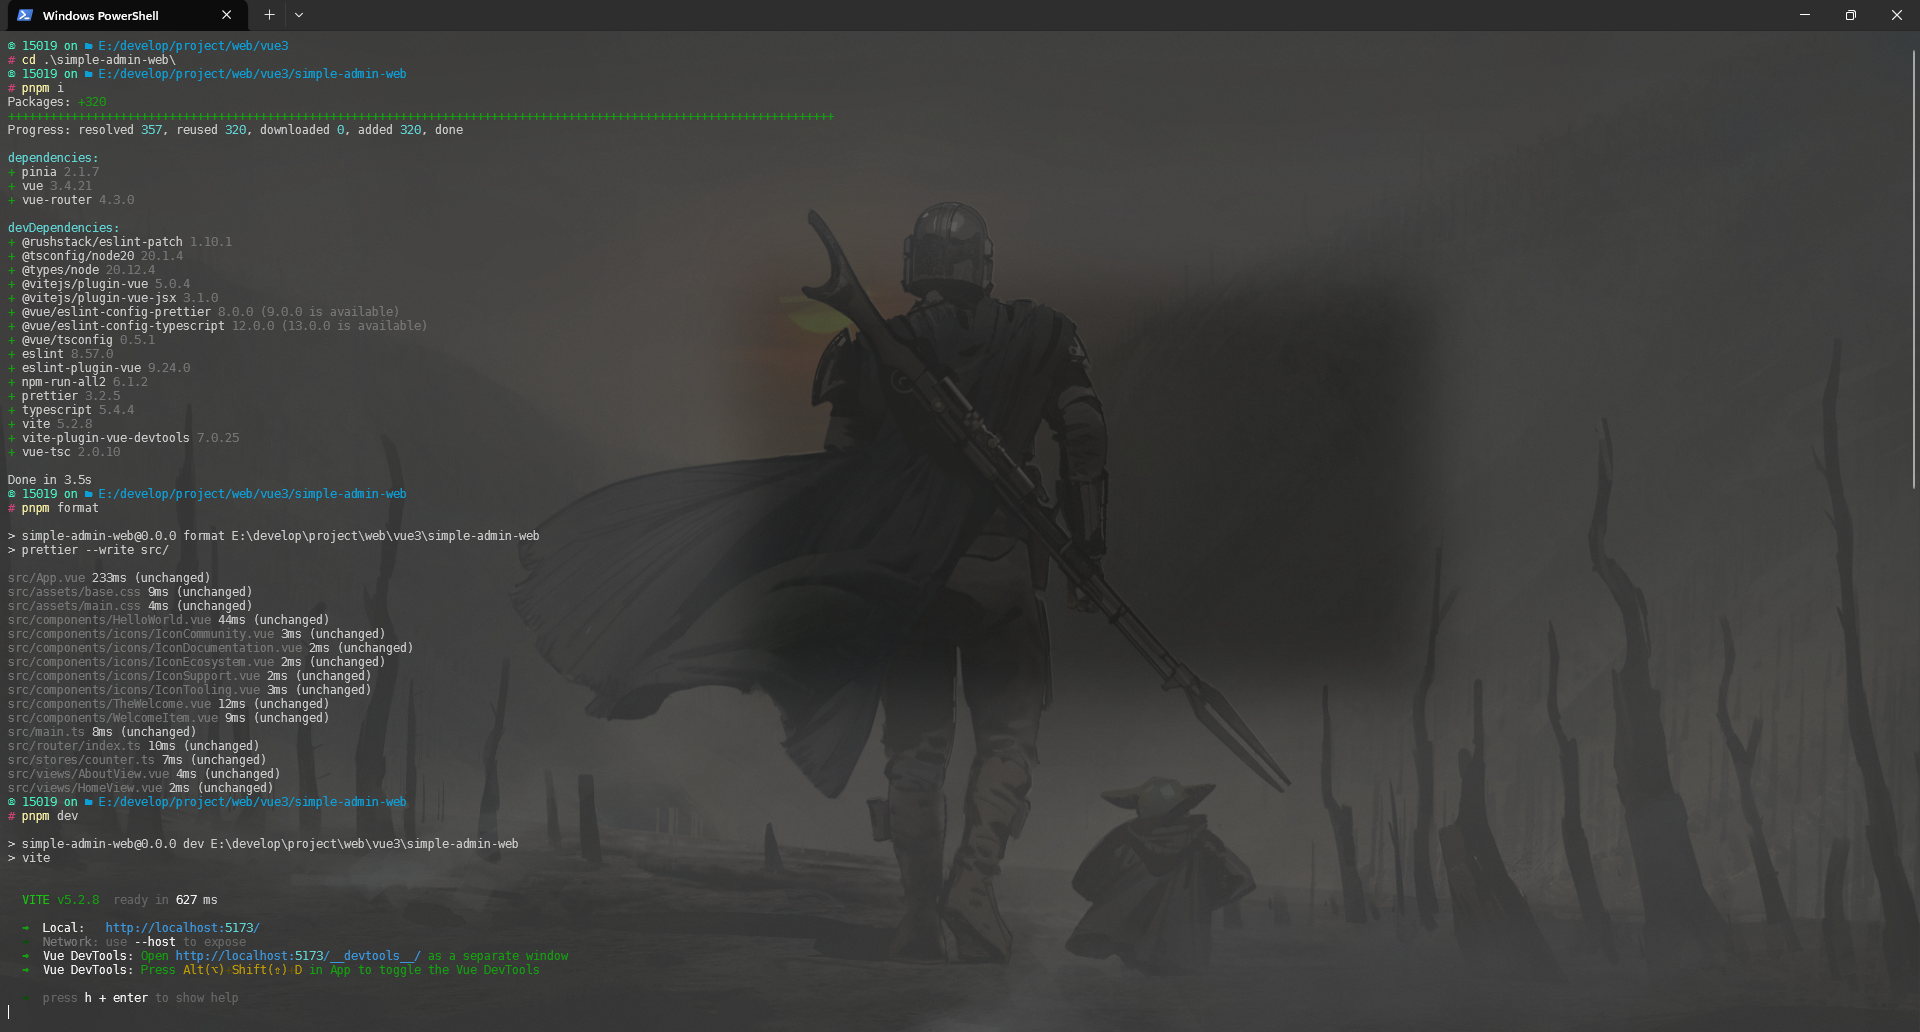 Windows PowerShell
15019 on E:/develop/project/web/vue3
# cd .\simple-admin-web\
15019 on E:/develop/project/web/vue3/simple-admin-web
# pnpm i
Packages: +320
++++++++++++++++++++++++++++++++++++++++++++++++++++++++++++++++++++++++++++++++++++++++++++++++++++++++++++++++++++++
Progress: resolved 357, reused 320, downloaded 0, added 320, done
dependencies:
+ pinia 2.1.7
+ vue 3.4.21
+ vue-router 4.3.0
devDependencies:
+ @rushstack/eslint-patch 1.10.1
+ @tsconfig/node20 20.1.4
+ @types/node 20.12.4
+ @vitejs/plugin-vue 5.0.4
+ @vitejs/plugin-vue-jsx 3.1.0
+ @vue/eslint-config-prettier 8.0.0 (9.0.0 is available)
+ @vue/eslint-config-typescript 12.0.0 (13.0.0 is available)
+ @vue/tsconfig 0.5.1
+ eslint 8.57.0
+ eslint-plugin-vue 9.24.0
+ npm-run-all2 6.1.2
+ prettier 3.2.5
+ typescript 5.4.4
+ vite 5.2.8
+ vite-plugin-vue-devtools 7.0.25
+ vue-tsc 2.0.10
Done in 3.5s
15019 on E:/develop/project/web/vue3/simple-admin-web
# pnpm format
> simple-admin-web@0.0.0 format E:\develop\project\web\vue3\simple-admin-web
> prettier --write src/
src/App.vue 233ms (unchanged)
src/assets/base.css 9ms (unchanged)
src/assets/main.css 4ms (unchanged)
src/components/HelloWorld.vue 44ms (unchanged)
src/components/icons/IconCommunity.vue 3ms (unchanged)
src/components/icons/IconDocumentation.vue 2ms (unchanged)
src/components/icons/IconEcosystem.vue 2ms (unchanged)
src/components/icons/IconSupport.vue 2ms (unchanged)
src/components/icons/IconTooling.vue 3ms (unchanged)
src/components/TheWelcome.vue 12ms (unchanged)
src/components/WelcomeItem.vue 9ms (unchanged)
src/main.ts 8ms (unchanged)
src/router/index.ts 10ms (unchanged)
src/stores/counter.ts 7ms (unchanged)
src/views/AboutView.vue 4ms (unchanged)
src/views/HomeView.vue 2ms (unchanged)
15019 on E:/develop/project/web/vue3/simple-admin-web
# pnpm dev
> simple-admin-web@0.0.0 dev E:\develop\project\web\vue3\simple-admin-web
> vite
VITE v5.2.8 ready in 627 ms
➜ Local: http://localhost:5173/
➜ Network: use --host to expose
➜ Vue DevTools: Open http://localhost:5173/__devtools__/ as a separate window
➜ Vue DevTools: Press Alt(⌥)+Shift(⇧)+D in App to toggle the Vue DevTools
➜ press h + enter to show help